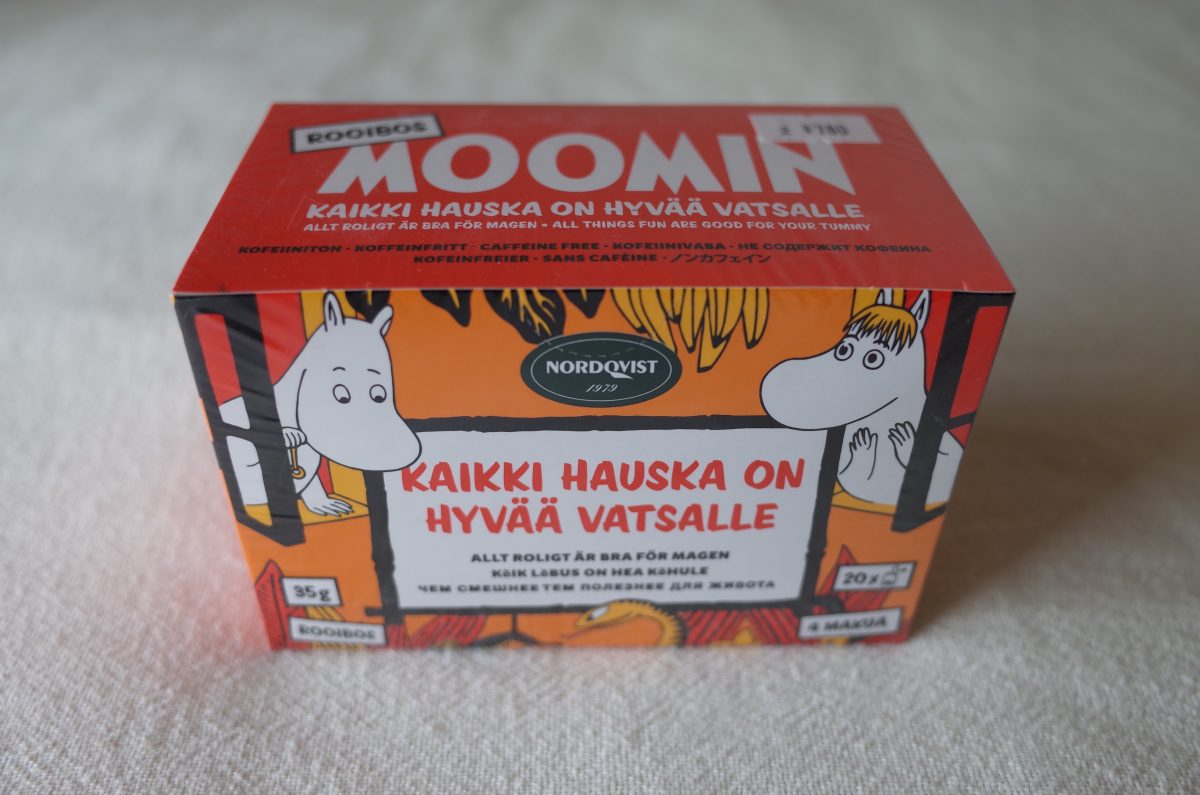 ROOIBOS
¥780
MOOMIN
KAIKKI HAUSKA ON HYVÄÄ VATSALLE
ALLT ROLIGT ÄR BRA FÖR MAGEN • ALL THINGS FUN ARE GOOD FOR YOUR TUMMY
KOFEIINITON · KOFFEINFRITT · CAFFEINE FREE · KOFEIINIVABA · НЕ СОДЕРЖИТ КОФЕИНА
KOFEINFREIER · SANS CAFÉINE · ノンカフェイン
NORDQVIST
1979
KAIKKI HAUSKA ON
HYVÄÄ VATSALLE
ALLT ROLIGT ÄR BRA FÖR MAGEN
KÕIK LÕBUS ON HEA KÕHULE
ЧЕМ СМЕШНЕЕ ТЕМ ПОЛЕЗНЕЕ ДЛЯ ЖИВОТА
35g
20x
ROOIBOS
4 MAKUA